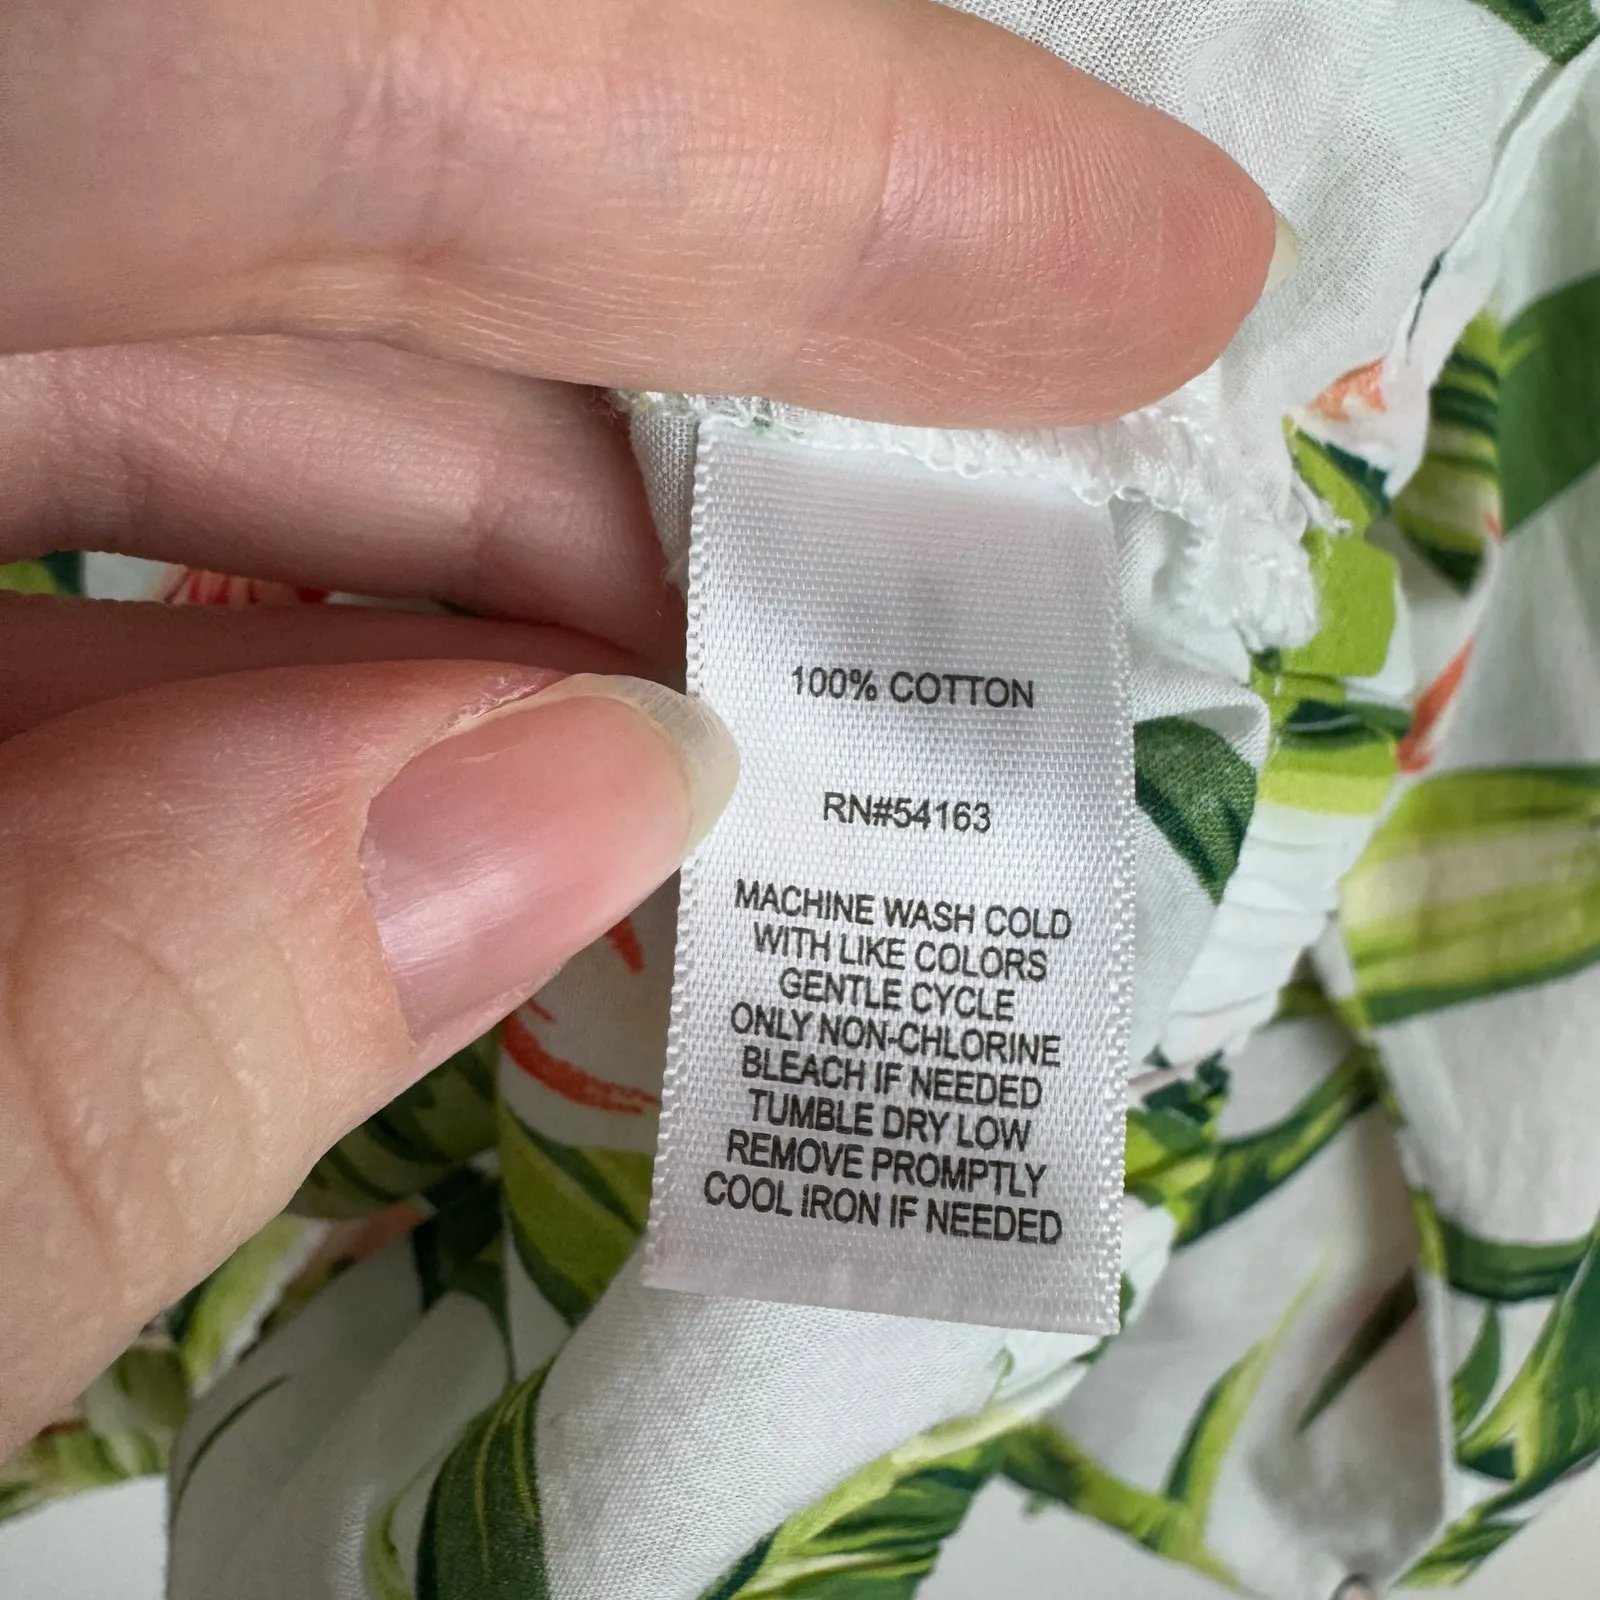 100% COTTON
RN#54163
MACHINE WASH COLD
WITH LIKE COLORS
GENTLE CYCLE
ONLY NON-CHLORINE
BLEACH IF NEEDED
TUMBLE DRY LOW
REMOVE PROMPTLY
COOL IRON IF NEEDED